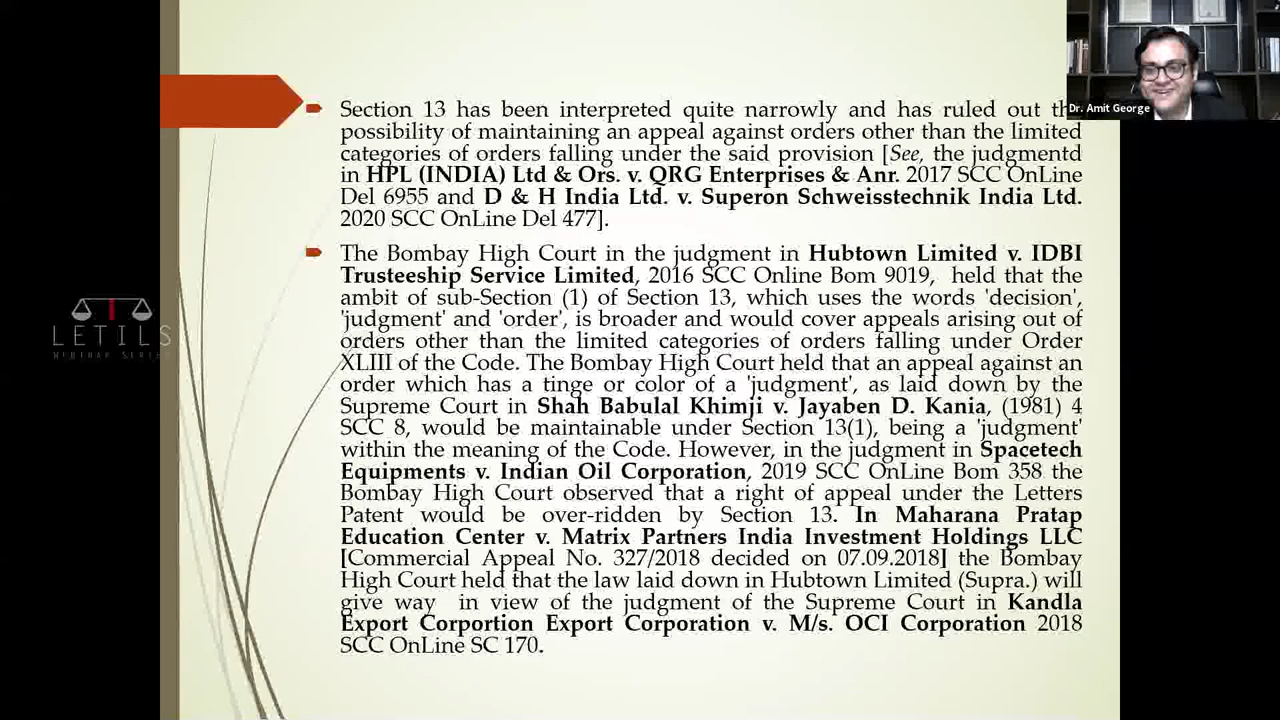 Section 13 has been interpreted quite narrowly and has ruled out
possibility of maintaining an appeal against orders other than the limited
categories of orders falling under the said provision [See, the judgmentd
in HPL (INDIA) Ltd & Ors. v. QRG Enterprises & Anr. 2017 SCC OnLine
Del 6955 and D & H India Ltd. v. Superon Schweisstechnik India Ltd.
2020 SCC OnLine Del 477].
The Bombay High Court in the judgment in Hubtown Limited v. IDBI
Trusteeship Service Limited, 2016 SCC Online Bom 9019, held that the
ambit of sub-Section (1) of Section 13, which uses the words 'decision',
'judgment' and 'order', is broader and would cover appeals arising out of
orders other than the limited categories of orders falling under Order
XLIII of the Code. The Bombay High Court held that an appeal against an
order which has a tinge or color of a 'judgment', as laid down by the
Supreme Court in Shah Babulal Khimji v. Jayaben D. Kania, (1981) 4
SCC 8, would be maintainable under Section 13(1), being a 'judgment'
within the meaning of the Code. However, in the judgment in Spacetech
Equipments v. Indian Oil Corporation, 2019 SCC OnLine Bom 358 the
Bombay High Court observed that a right of appeal under the Letters
Patent would be over-ridden by Section 13. In Maharana Pratap
Education Center v. Matrix Partners India Investment Holdings LLC
[Commercial Appeal No. 327/2018 decided on 07.09.2018] the Bombay
High Court held that the law laid down in Hubtown Limited (Supra.) will
give way in view of the judgment of the Supreme Court in Kandla
Export Corportion Export Corporation v. M/s. OCI Corporation 2018
SCC OnLine SC 170.
Dr. Amit George
LETILS
WEBINAR SERIES